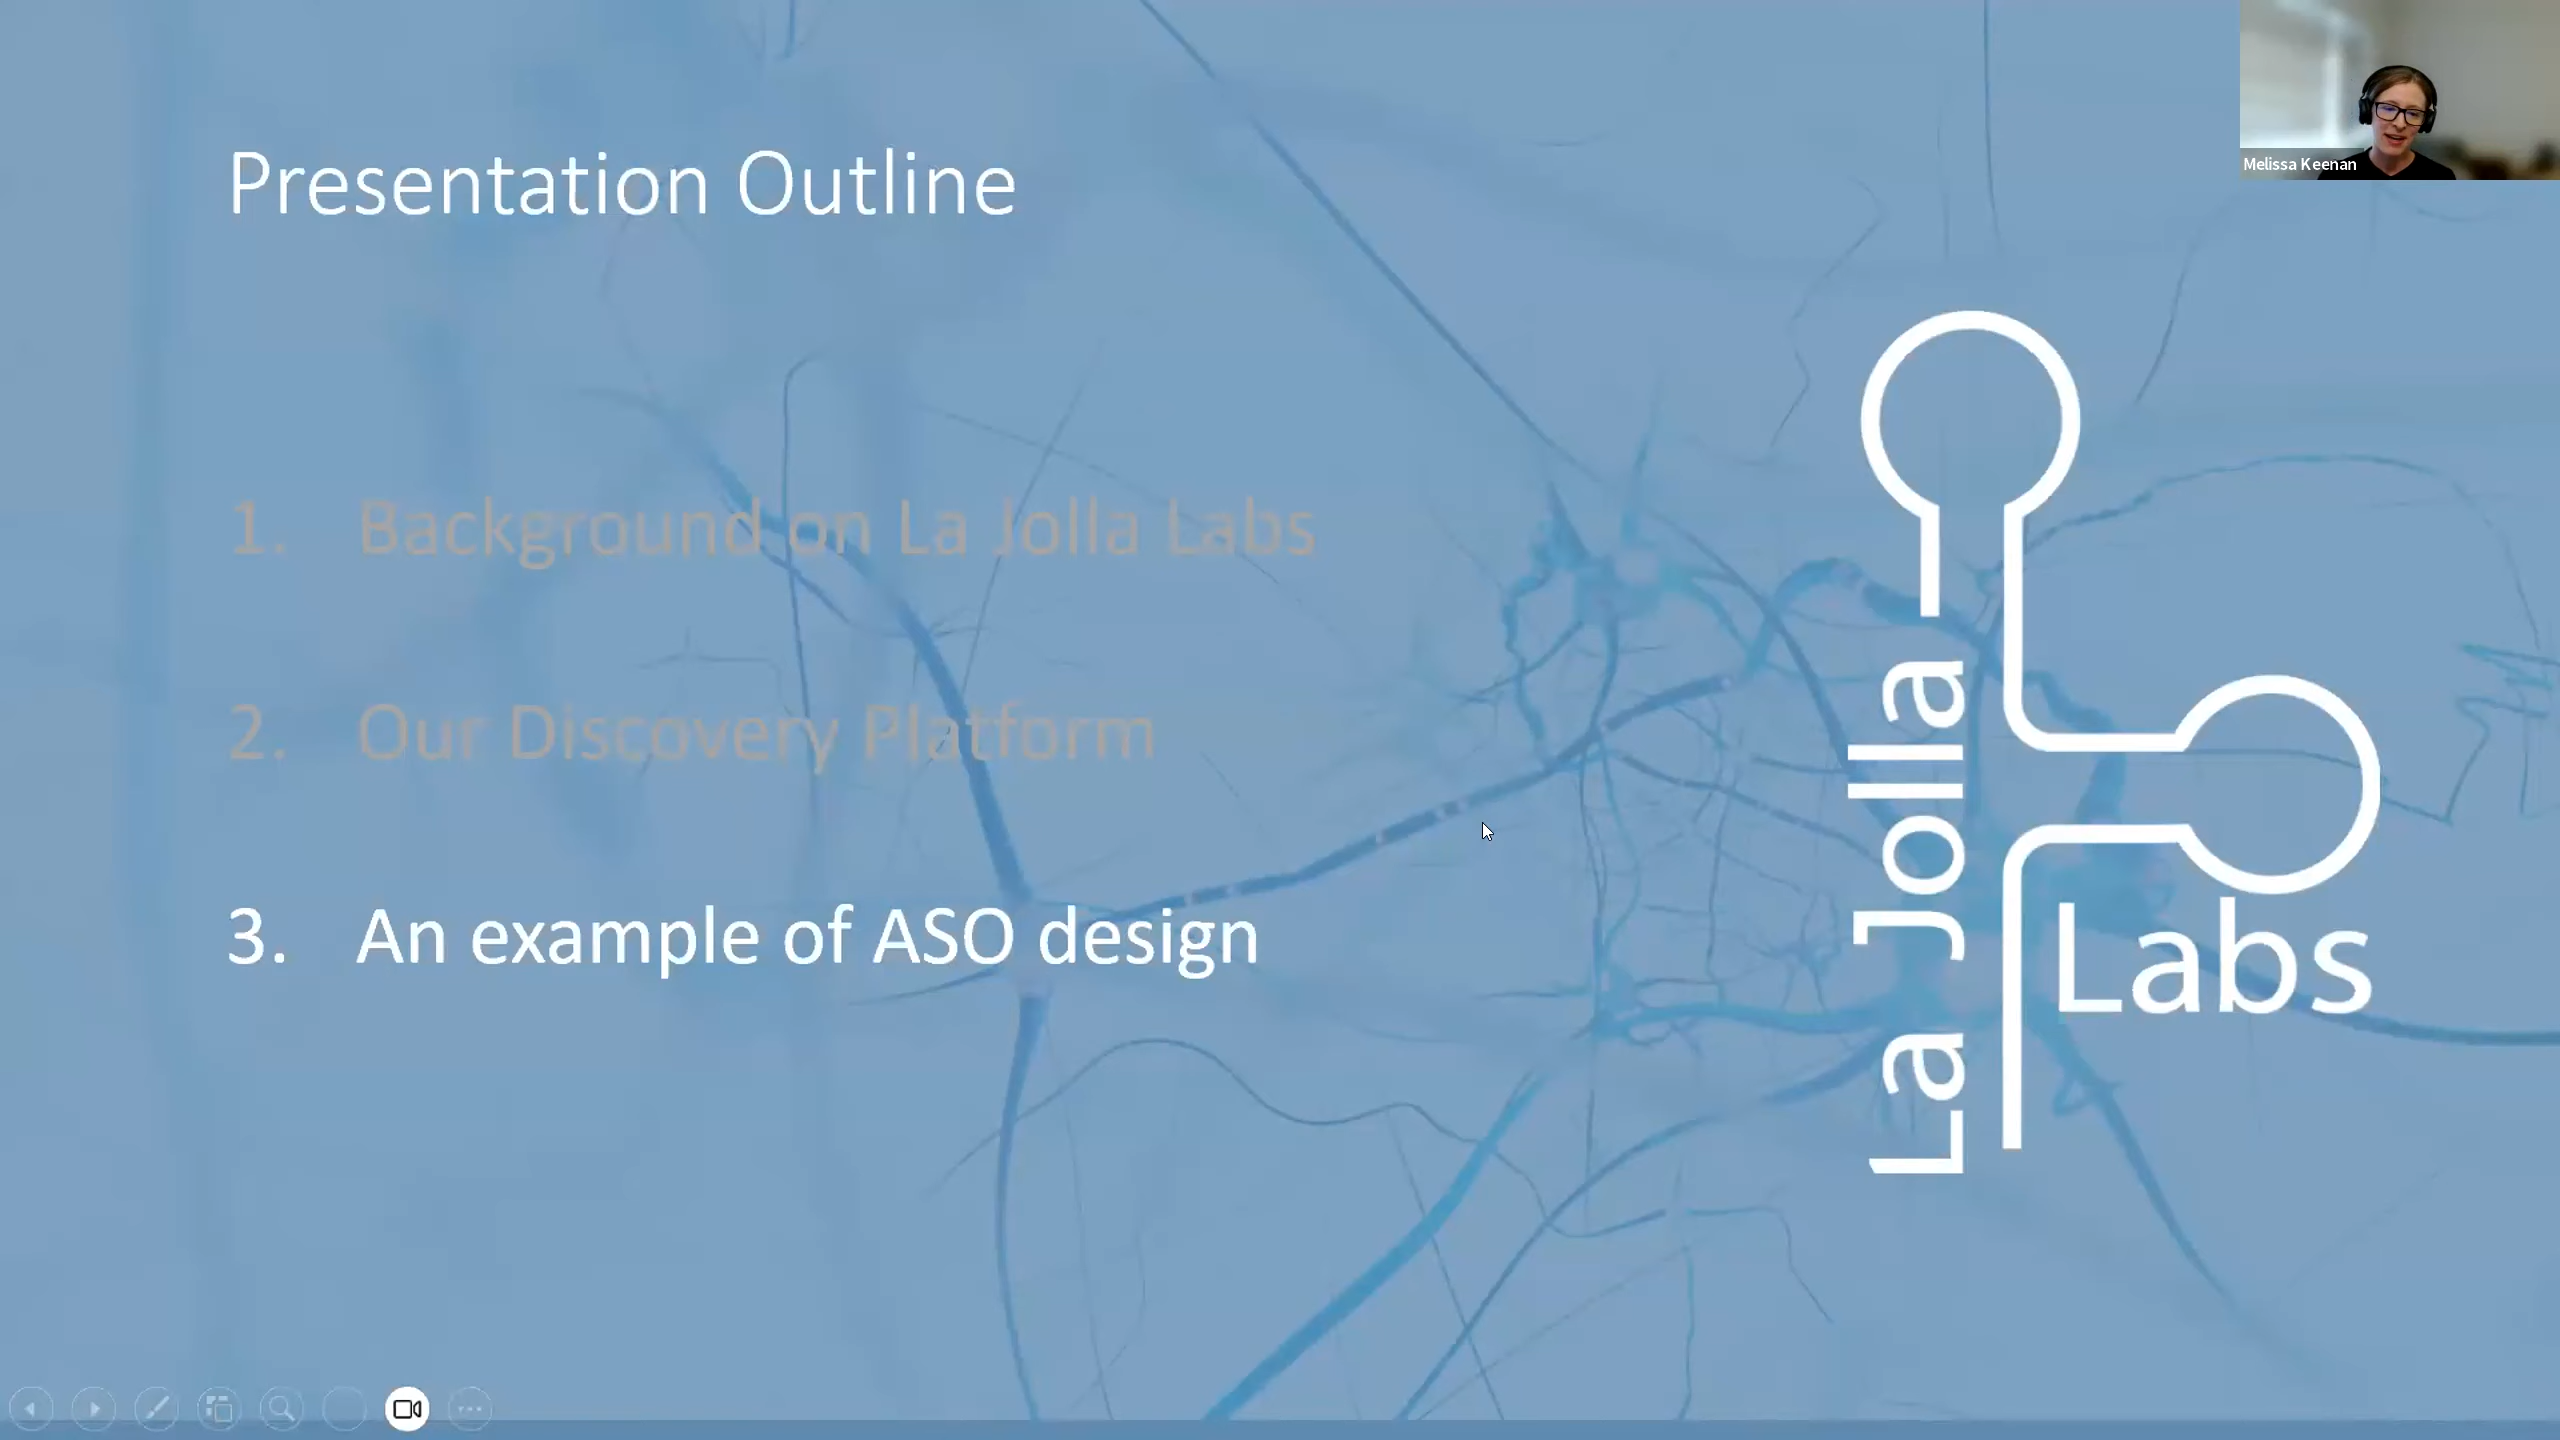 Presentation Outline
Melissa Keenan
1. Background on La Jolla Labs
2. Our Discovery Platform
3. An example of ASO design
La Jolla
Labs